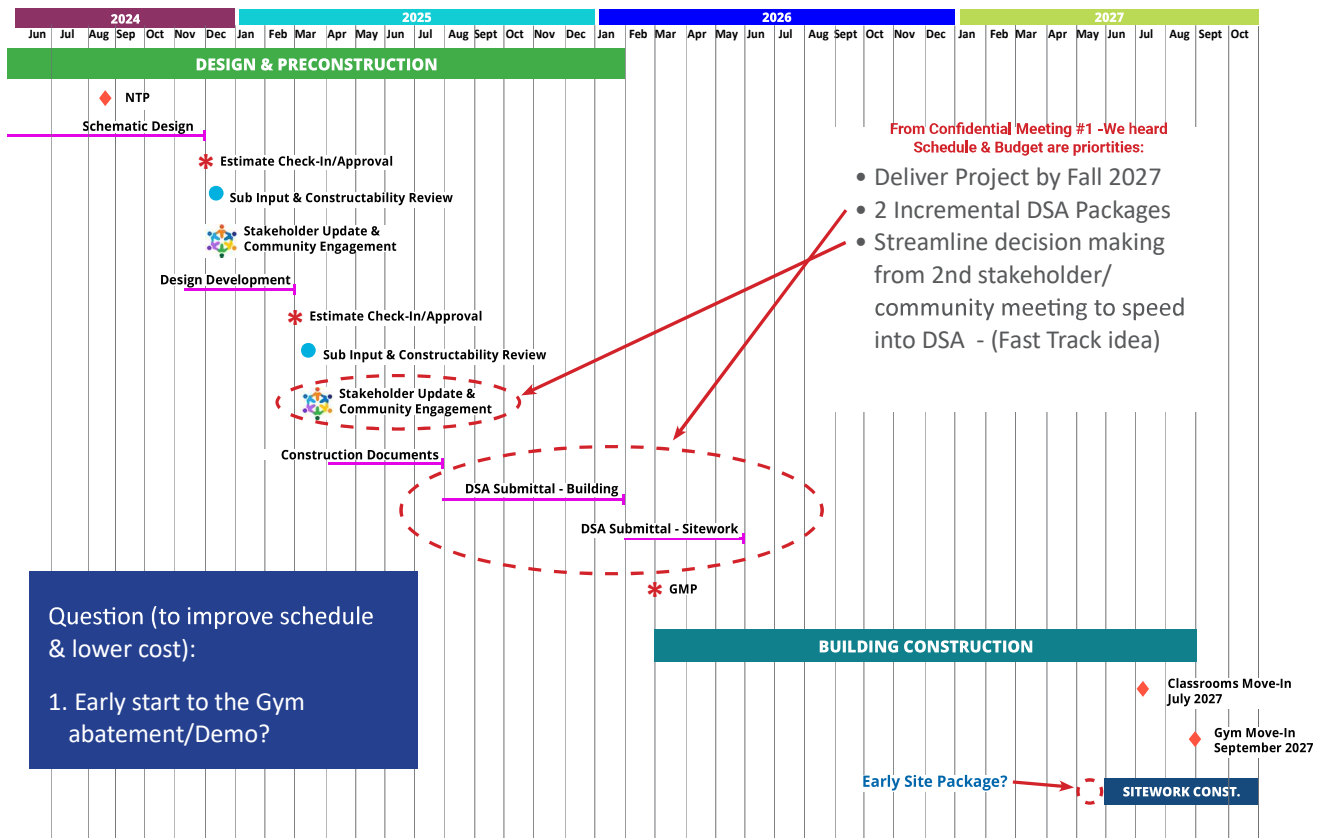 2024 2025 2026 2027
Jun Jul Aug Sep Oct Nov Dec Jan Feb Mar Apr May Jun Jul Aug Sept Oct Nov Dec Jan Feb Mar Apr May Jun Jul Aug Sept Oct Nov Dec Jan Feb Mar Apr May Jun Jul Aug Sept Oct
DESIGN & PRECONSTRUCTION
NTP
Schematic Design
Estimate Check-In/Approval
Sub Input & Constructability Review
Stakeholder Update &
Community Engagement
Design Development
Estimate Check-In/Approval
Sub Input & Constructability Review
Stakeholder Update &
Community Engagement
Construction Documents
DSA Submittal - Building
DSA Submittal - Sitework
GMP
From Confidential Meeting #1 -We heard
Schedule & Budget are priortities:
• Deliver Project by Fall 2027
• 2 Incremental DSA Packages
• Streamline decision making
from 2nd stakeholder/
community meeting to speed
into DSA - (Fast Track idea)
Question (to improve schedule
& lower cost):
1. Early start to the Gym
abatement/Demo?
BUILDING CONSTRUCTION
Classrooms Move-In
July 2027
Gym Move-In
September 2027
Early Site Package?
SITEWORK CONST.